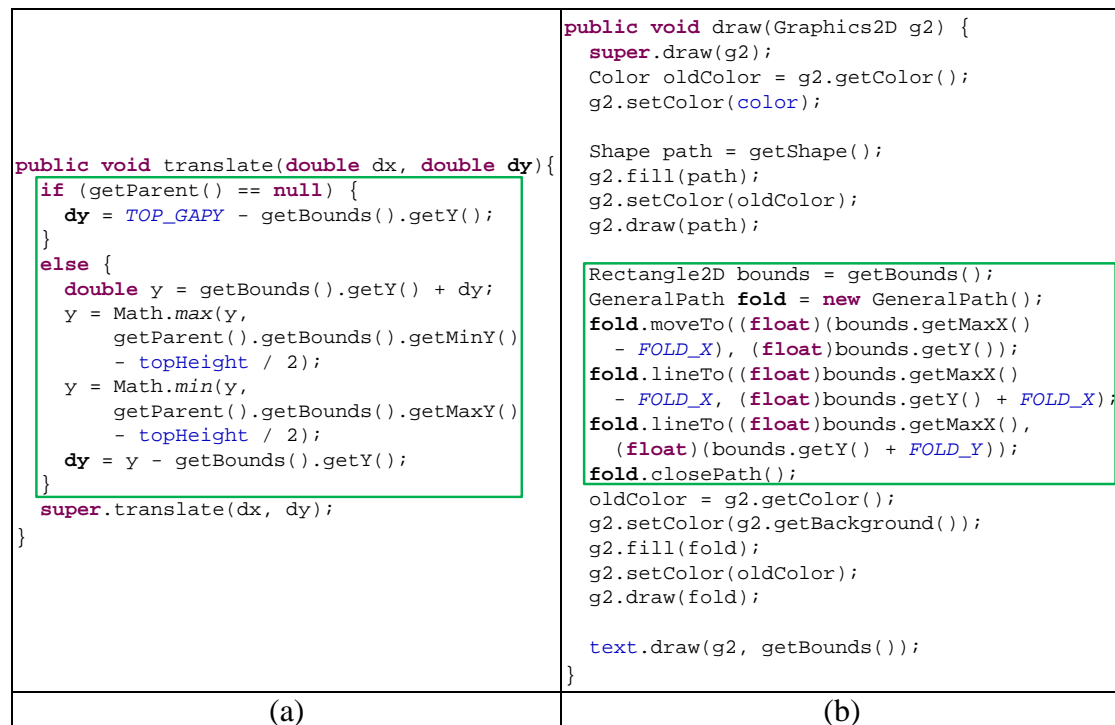 public void translate(double dx, double dy){
if (getParent() == null) {
dy = TOP_GAPY - getBounds().getY();
}
else {
double y = getBounds().getY() + dy;
y = Math.max(y,
getParent().getBounds().getMinY()
- topHeight / 2);
y = Math.min(y,
getParent().getBounds().getMaxY()
- topHeight / 2);
dy = y - getBounds().getY();
}
super.translate(dx, dy);
}
(a)
public void draw(Graphics2D g2) {
super.draw(g2);
Color oldColor = g2.getColor();
g2.setColor(color);
Shape path = getShape();
g2.fill(path);
g2.setColor(oldColor);
g2.draw(path);
Rectangle2D bounds = getBounds();
GeneralPath fold = new GeneralPath();
fold.moveTo((float)(bounds.getMaxX()
- FOLD_X), (float)bounds.getY());
fold.lineTo((float)bounds.getMaxX()
- FOLD_X, (float)bounds.getY() + FOLD_X);
fold.lineTo((float)bounds.getMaxX(),
(float)(bounds.getY() + FOLD_Y));
fold.closePath();
oldColor = g2.getColor();
g2.setColor(g2.getBackground());
g2.fill(fold);
g2.setColor(oldColor);
g2.draw(fold);
text.draw(g2, getBounds());
}
(b)